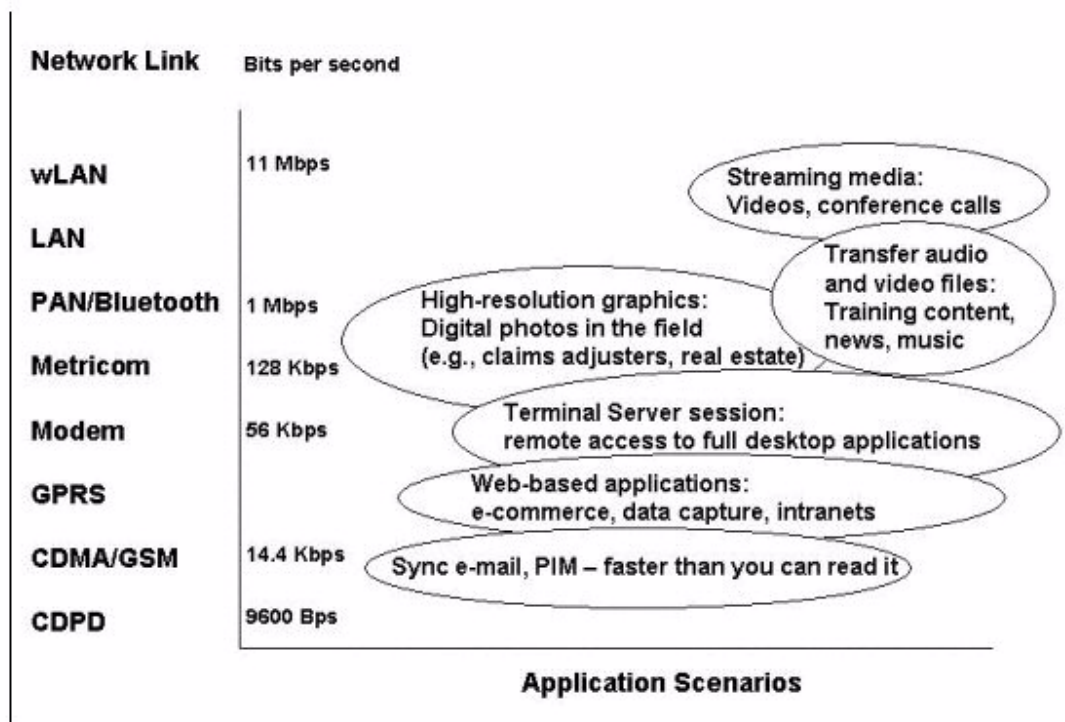 Network Link Bits per second
wLAN 11 Mbps
Streaming media:
Videos, conference calls
LAN
Transfer audio
and video files:
Training content,
news, music
PAN/Bluetooth 1 Mbps
High-resolution graphics:
Digital photos in the field
(e.g., claims adjusters, real estate)
Metricom 128 Kbps
Modem 56 Kbps
Terminal Server session:
remote access to full desktop applications
GPRS
Web-based applications:
e-commerce, data capture, intranets
CDMA/GSM 14.4 Kbps
Sync e-mail, PIM – faster than you can read it
CDPD 9600 Bps
Application Scenarios